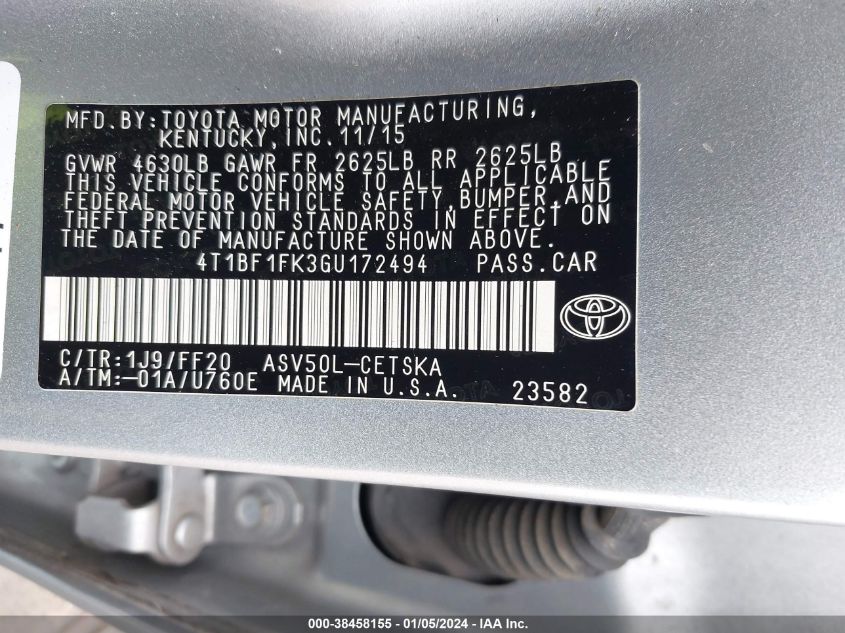 MFD.BY:TOYOTA MOTOR MANUFACTURING,
KENTUCKY,INC.11/15
GVWR 4630LB GAWR FR 2625LB RR 2625LB
THIS VEHICLE CONFORMS TO ALL APPLICABLE
FEDERAL MOTOR VEHICLE SAFETY,BUMPER,AND
THEFT PREVENTION STANDARDS IN EFFECT ON
THE DATE OF MANUFACTURE SHOWN ABOVE.
4T1BF1FK3GU172494 PASS.CAR
C/TR:1J9/FF20 ASV50L-CETSKA
A/TM:-01A/U760E MADE IN U.S.A. 23582
000-38458155 - 01/05/2024 - IAA Inc.